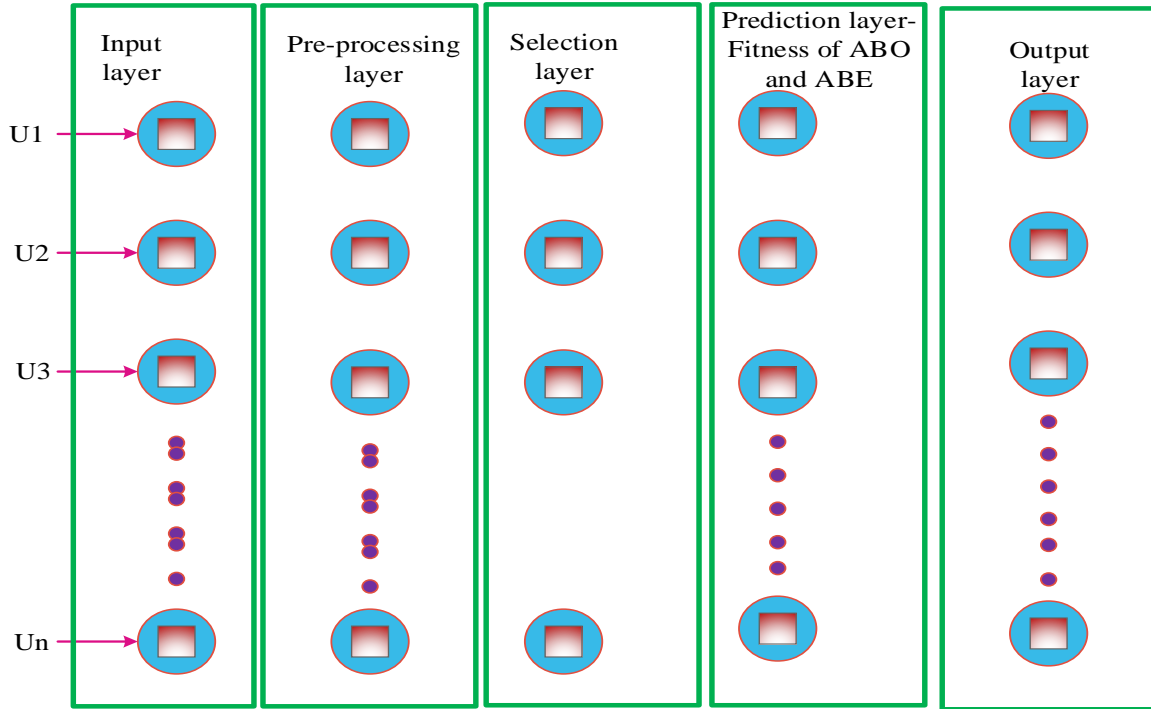 Input
layer
Pre-processing
layer
Selection
layer
Prediction layer-
Fitness of ABO
and ABE
Output
layer
U1
U2
U3
Un